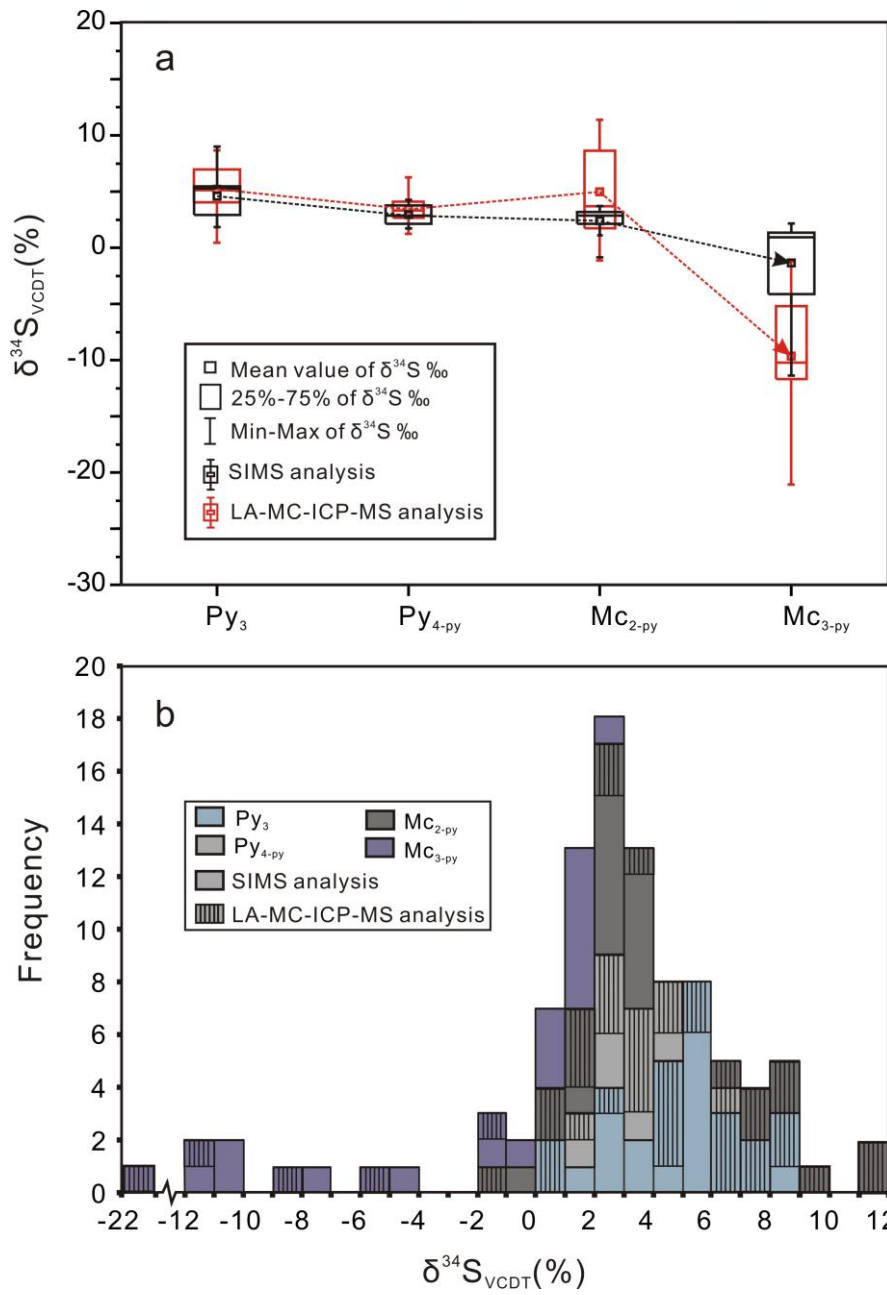 20
a
10
0
-10
-20
-30
δ³⁴S_VCDT(%)
Mean value of δ³⁴S ‰
25%-75% of δ³⁴S ‰
Min-Max of δ³⁴S ‰
SIMS analysis
LA-MC-ICP-MS analysis
Py₃ Py₄₋py Mc₂₋py Mc₃₋py
20
b
18
16
14
12
10
8
6
4
2
0
Frequency
Py₃ Mc₂₋py
Py₄₋py Mc₃₋py
SIMS analysis
LA-MC-ICP-MS analysis
-22 -12 -10 -8 -6 -4 -2 0 2 4 6 8 10 12
δ³⁴S_VCDT(%)